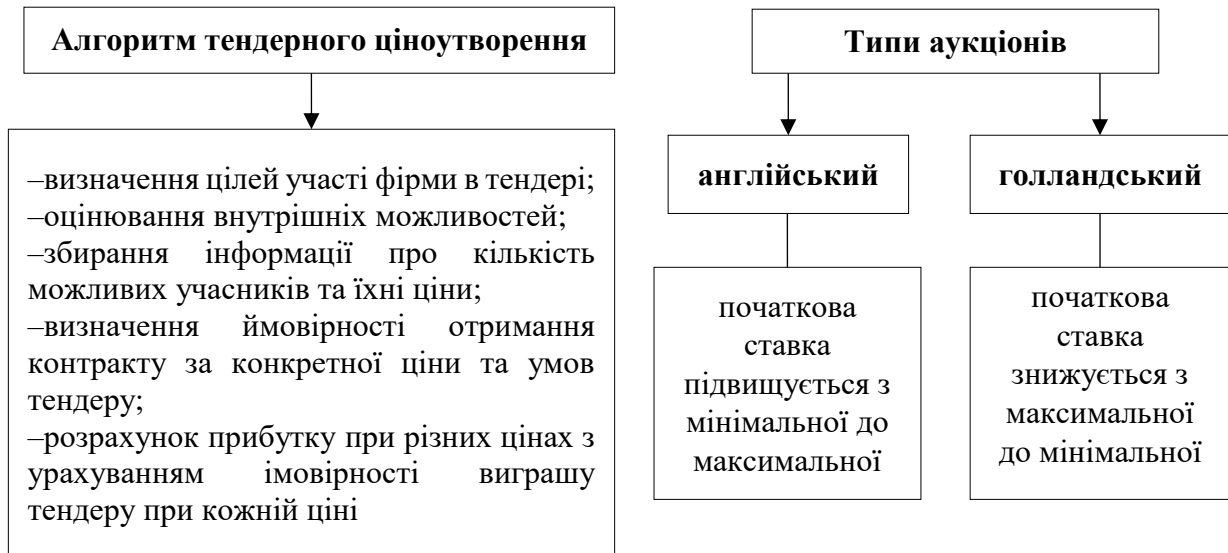 Алгоритм тендерного ціноутворення
–визначення цілей участі фірми в тендері;
–оцінювання внутрішніх можливостей;
–збирання інформації про кількість
можливих учасників та їхні ціни;
–визначення ймовірності отримання
контракту за конкретної ціни та умов
тендеру;
–розрахунок прибутку при різних цінах з
урахуванням імовірності виграшу
тендеру при кожній ціні
Типи аукціонів
англійський
початкова
ставка
підвищується з
мінімальної до
максимальної
голландський
початкова
ставка
знижується з
максимальної
до мінімальної